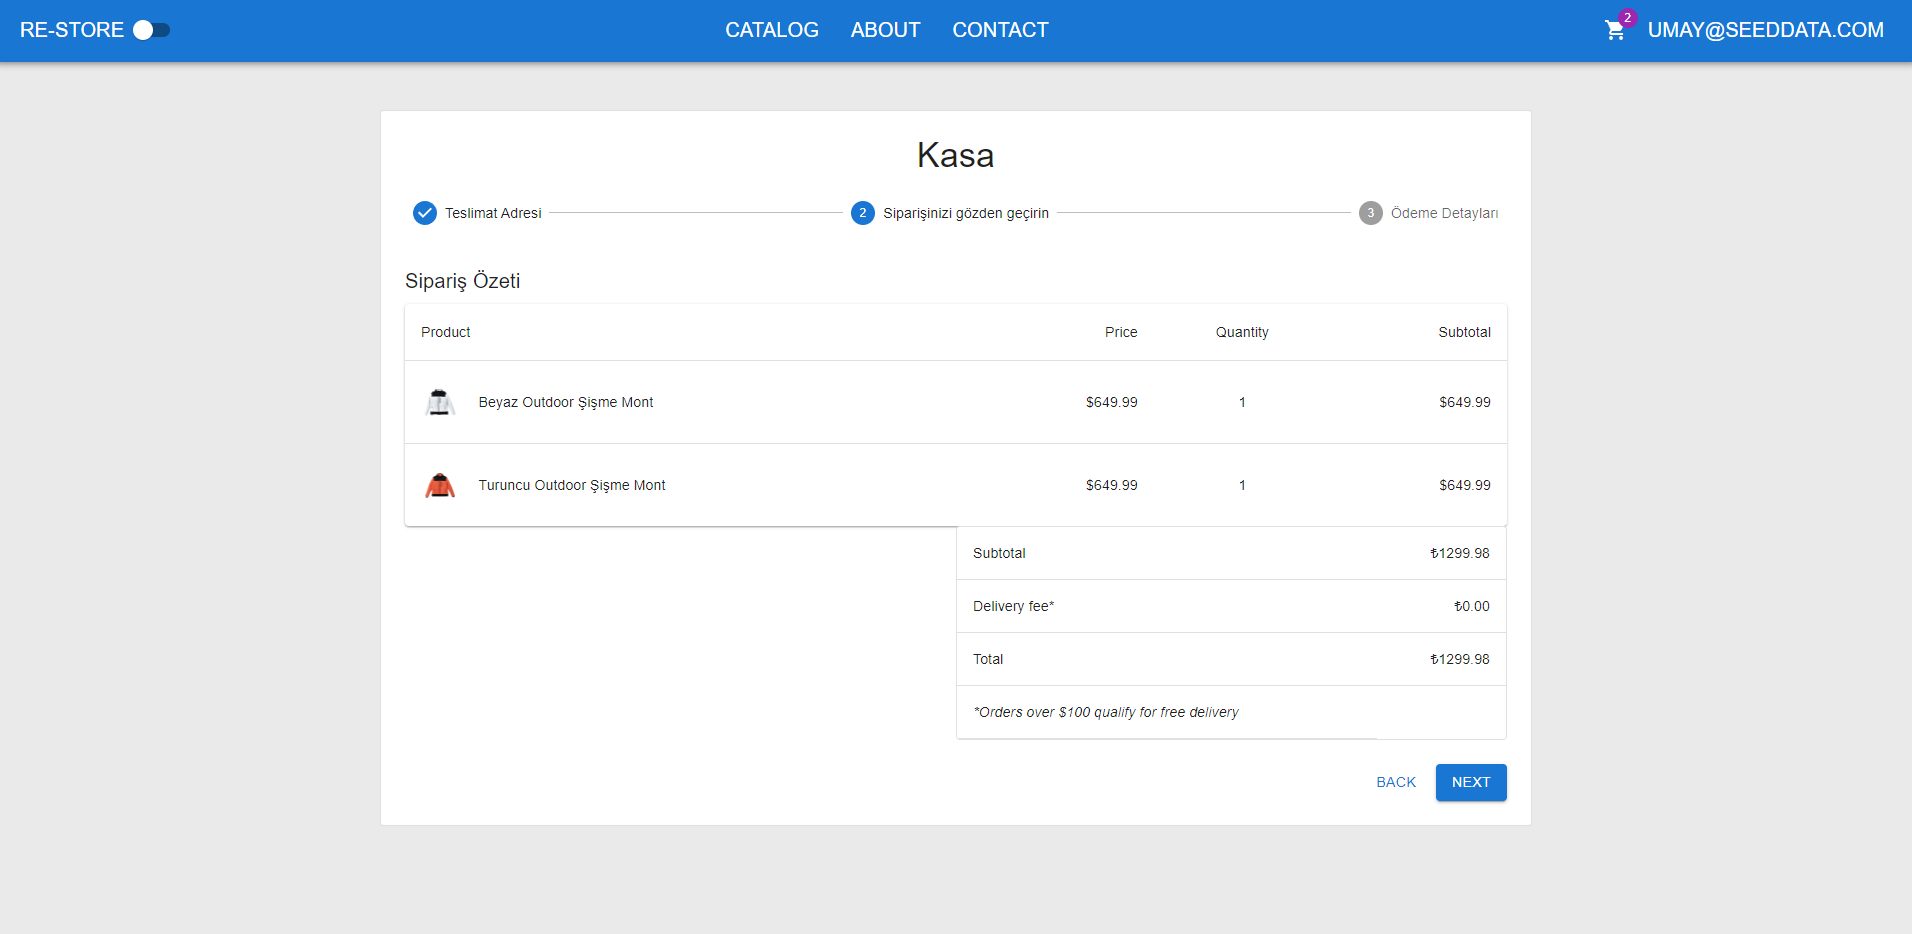 RE-STORE CATALOG ABOUT CONTACT 2 UMAY@SEEDDATA.COM
Kasa
Teslimat Adresi 2 Siparişinizi gözden geçirin 3 Ödeme Detayları
Sipariş Özeti
Product Price Quantity Subtotal
Beyaz Outdoor Şişme Mont $649.99 1 $649.99
Turuncu Outdoor Şişme Mont $649.99 1 $649.99
Subtotal ₺1299.98
Delivery fee* ₺0.00
Total ₺1299.98
*Orders over $100 qualify for free delivery
BACK NEXT